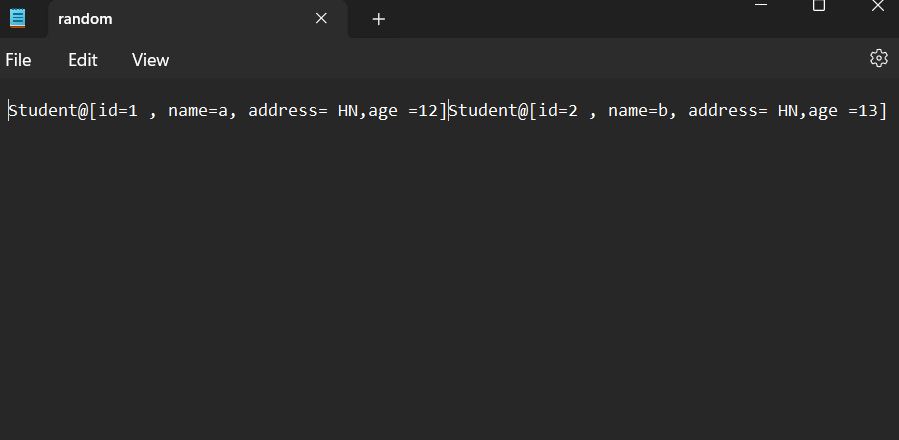 random
File Edit View
Student@[id=1 , name=a, address= HN,age =12]Student@[id=2 , name=b, address= HN,age =13]